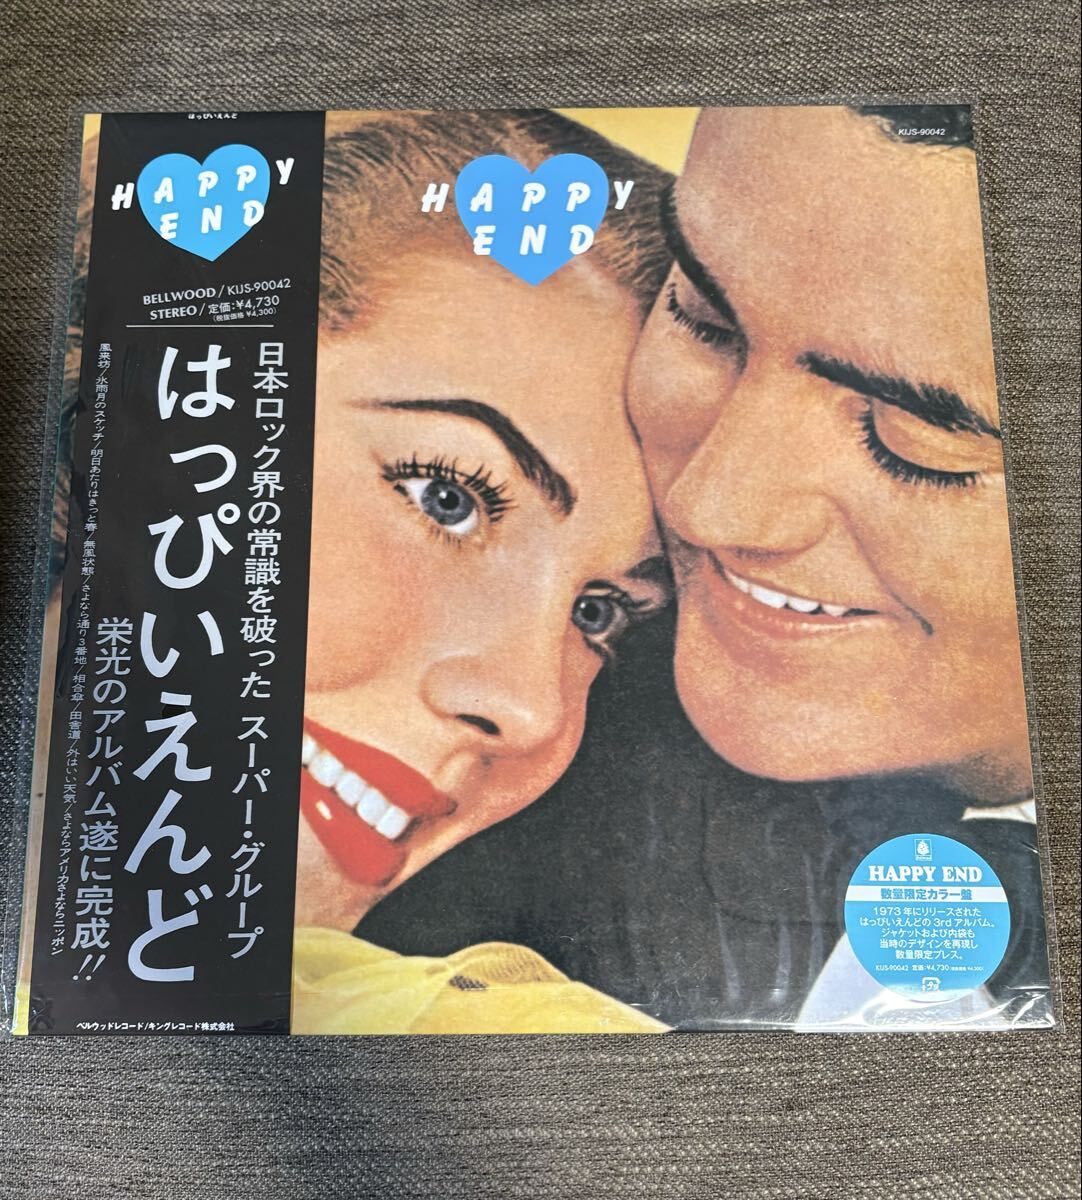 はっぴいえんど
HAPPY
END
BELLWOOD/KIJS-90042
STEREO/定価:¥4,730
(税抜価格 ¥4,300)
日本ロック界の常識を破った スーパー・グループ
はっぴいえんど
栄光のアルバム遂に完成!!
風来坊/氷雨月のスケッチ/明日あたりはきっと春/無風状態/さよなら通り3番地/相合傘/田舎道/外はいい天気/さよならアメリカさよならニッポン
ベルウッドレコード/キングレコード株式会社
HAPPY
END
KIJS-90042
HAPPY END
数量限定カラー盤
1973年にリリースされた
はっぴいえんどの3rdアルバム。
ジャケットおよび内袋も
当時のデザインを再現し
数量限定プレス。
KIJS-90042 定価:¥4,730(税抜価格 ¥4,300)